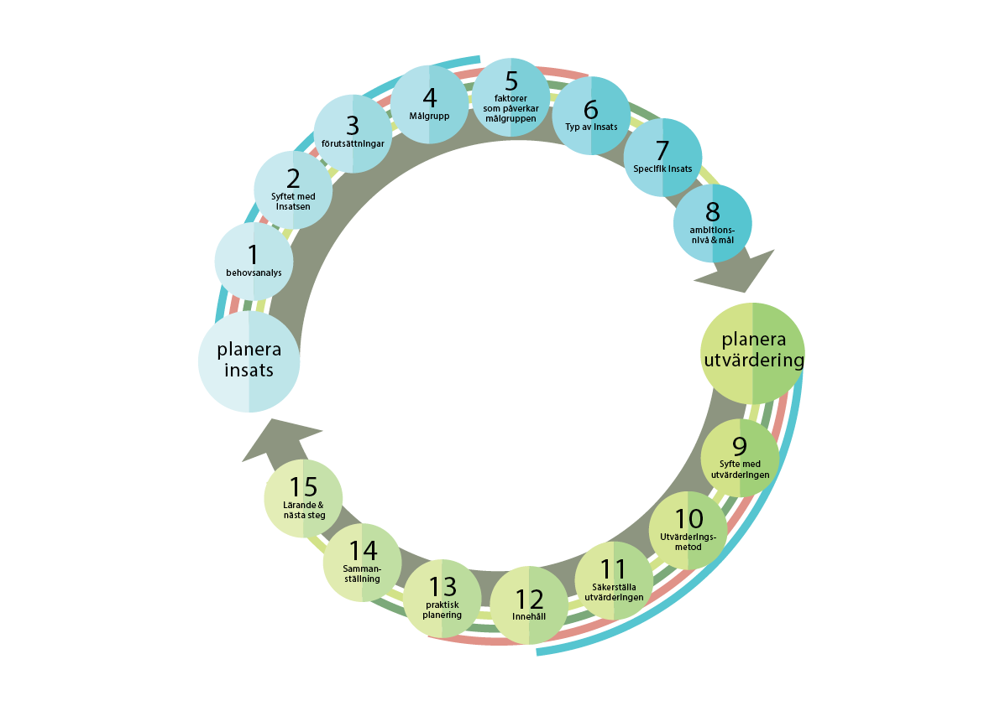 planera
insats
1
behovsanalys
2
Syftet med
insatsen
3
förutsättningar
4
Målgrupp
5
faktorer
som påverkar
målgruppen
6
Typ av insats
7
Specifik insats
8
ambitions-
nivå & mål
planera
utvärdering
9
Syfte med
utvärderingen
10
Utvärderings-
metod
11
Säkerställa
utvärderingen
12
Innehåll
13
praktisk
planering
14
Samman-
ställning
15
Lärande &
nästa steg